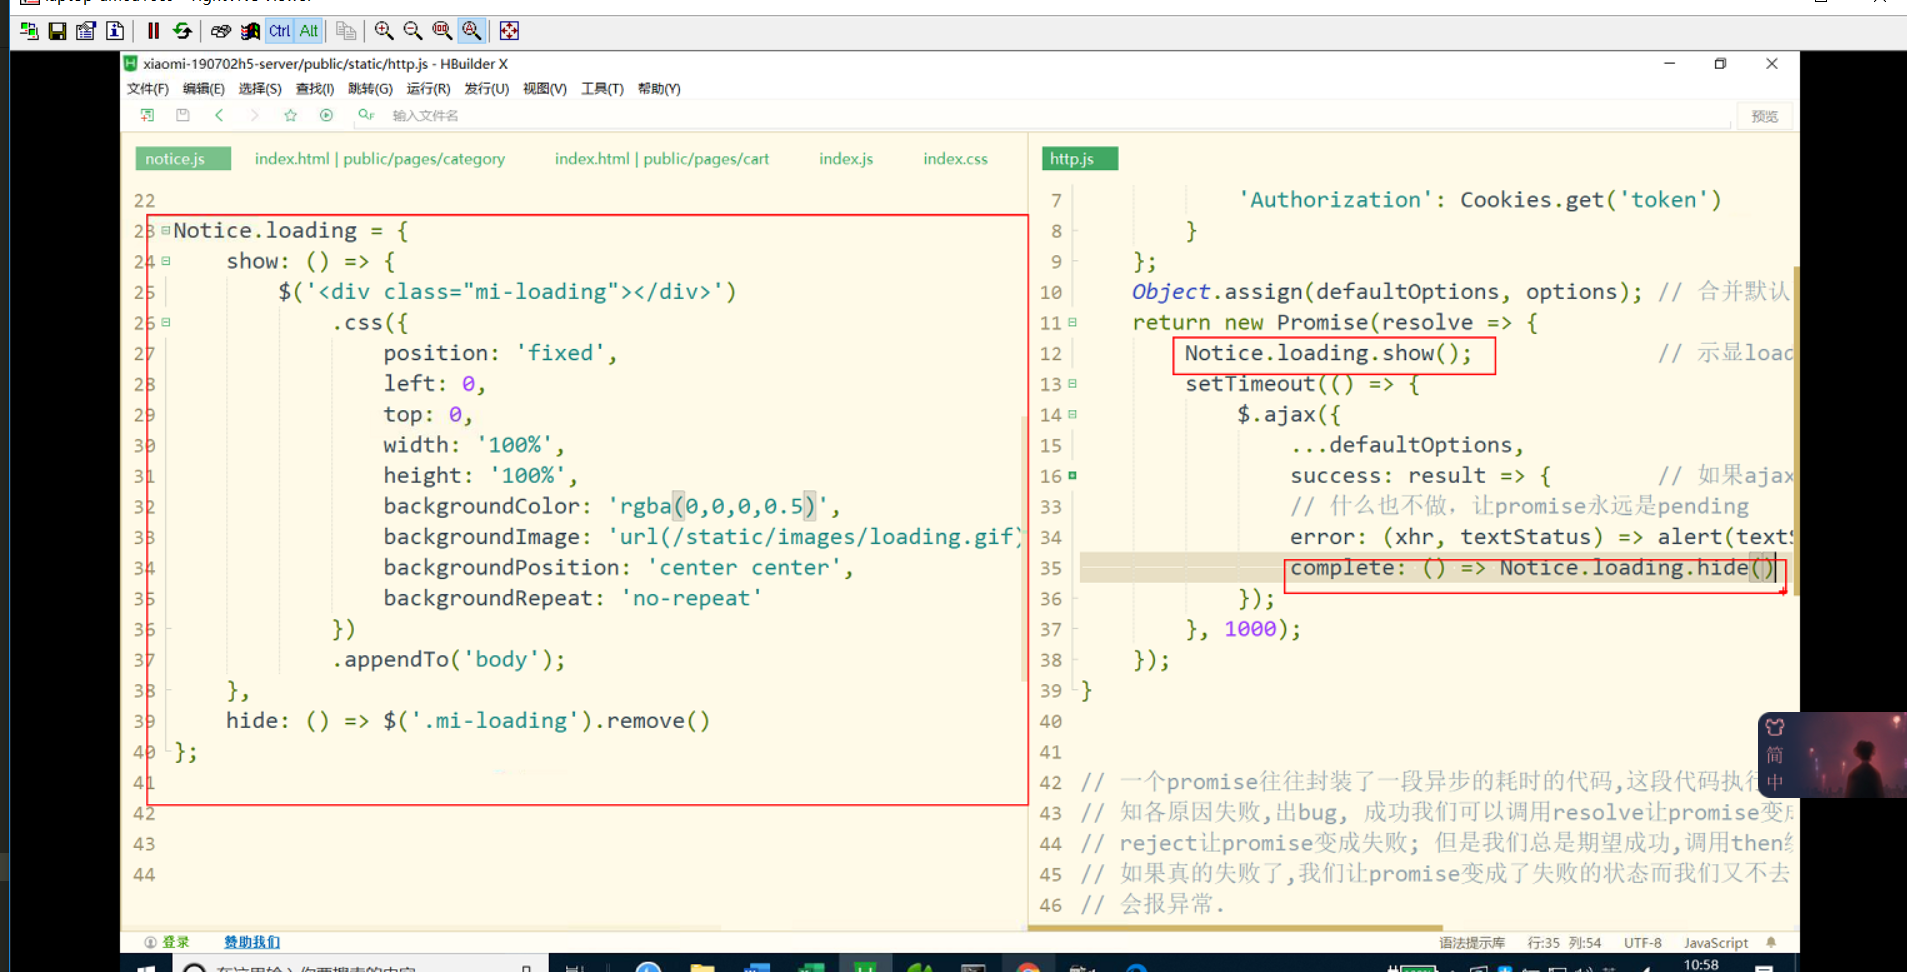 xiaomi-190702h5-server/public/static/http.js - HBuilder X
文件(F) 编辑(E) 选择(S) 查找(I) 跳转(G) 运行(R) 发行(U) 视图(V) 工具(T) 帮助(Y)
输入文件名 预览
Ctrl Alt
notice.js index.html | public/pages/category index.html | public/pages/cart index.js index.css
22
23 Notice.loading = {
24 show: () => {
25 $('<div class="mi-loading"></div>')
26 .css({
27 position: 'fixed',
28 left: 0,
29 top: 0,
30 width: '100%',
31 height: '100%',
32 backgroundColor: 'rgba(0,0,0,0.5)',
33 backgroundImage: 'url(/static/images/loading.gif)
34 backgroundPosition: 'center center',
35 backgroundRepeat: 'no-repeat'
36 })
37 .appendTo('body');
38 },
39 hide: () => $('.mi-loading').remove()
40 };
41
42
43
44
http.js
7 'Authorization': Cookies.get('token')
8 }
9 };
10 Object.assign(defaultOptions, options); // 合并默认
11 return new Promise(resolve => {
12 Notice.loading.show(); // 示显load
13 setTimeout(() => {
14 $.ajax({
15 ...defaultOptions,
16 success: result => { // 如果ajax
33 // 什么也不做，让promise永远是pending
34 error: (xhr, textStatus) => alert(text
35 complete: () => Notice.loading.hide()
36 });
37 }, 1000);
38 });
39 }
40
41
42 // 一个promise往往封装了一段异步的耗时的代码,这段代码执行
43 // 知各原因失败,出bug, 成功我们可以调用resolve让promise变
44 // reject让promise变成失败; 但是我们总是期望成功,调用then
45 // 如果真的失败了,我们让promise变成了失败的状态而我们又不去
46 // 会报异常.
简
中
登录 赞助我们 语法提示库 行:35 列:54 UTF-8 JavaScript
10:58